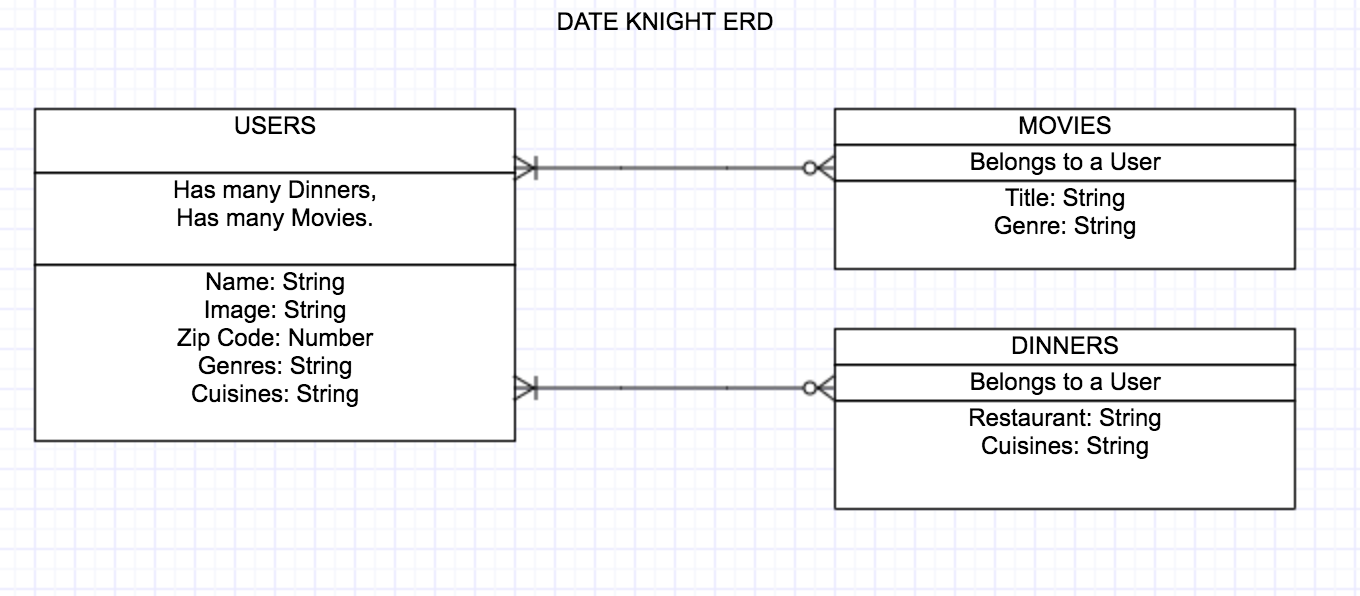 DATE KNIGHT ERD
USERS
Has many Dinners,
Has many Movies.
Name: String
Image: String
Zip Code: Number
Genres: String
Cuisines: String
MOVIES
Belongs to a User
Title: String
Genre: String
DINNERS
Belongs to a User
Restaurant: String
Cuisines: String